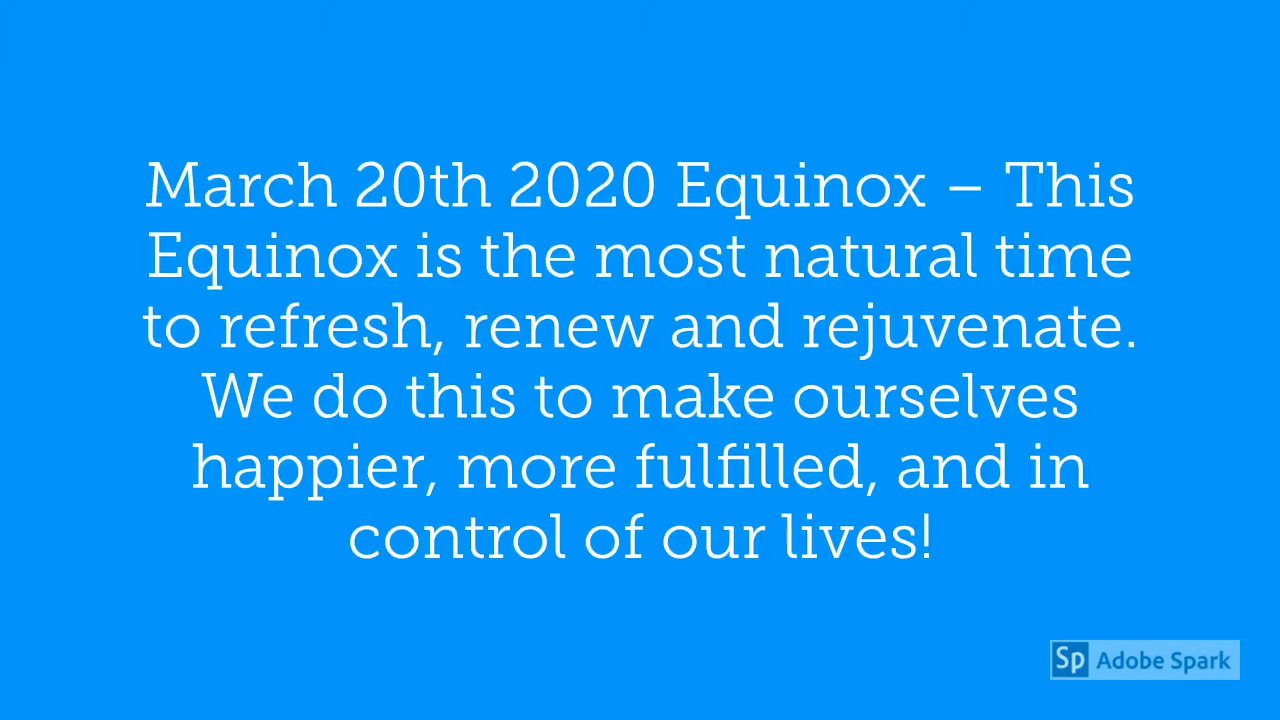 March 20th 2020 Equinox – This
Equinox is the most natural time
to refresh, renew and rejuvenate.
We do this to make ourselves
happier, more fulfilled, and in
control of our lives!
Sp Adobe Spark